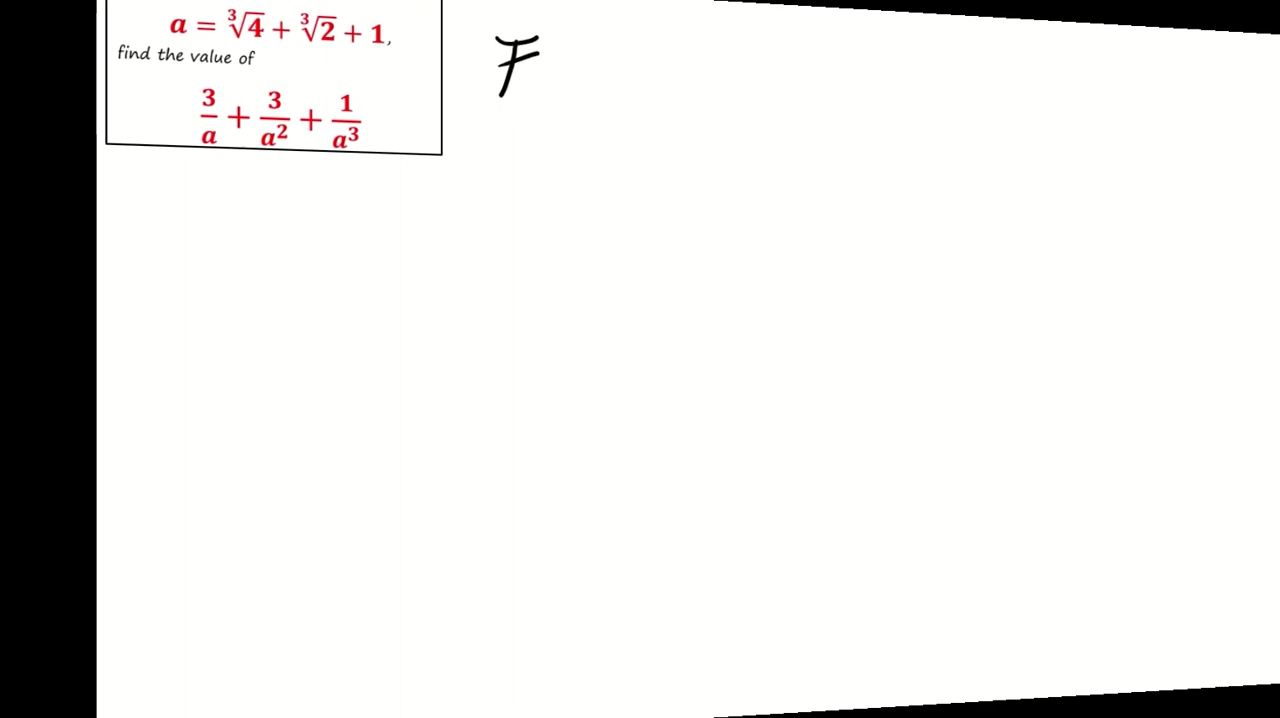 a = ∛4 + ∛2 + 1,
find the value of
3/a + 3/a² + 1/a³
F